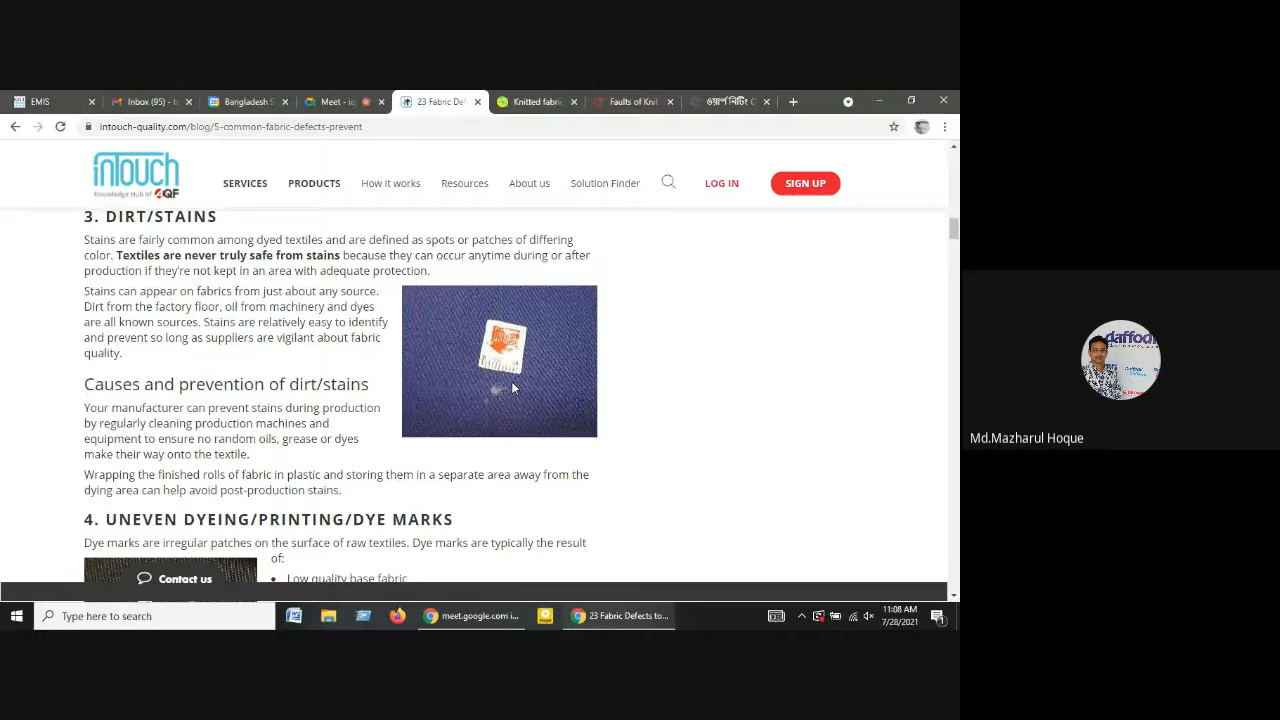 EMIS
Inbox (95) - t
Bangladesh S
Meet - i
23 Fabric Def
Knitted fabri
Faults of Knit
intouch-quality.com/blog/5-common-fabric-defects-prevent
inTouch
Knowledge Hub of AQF
SERVICES
PRODUCTS
How it works
Resources
About us
Solution Finder
LOG IN
SIGN UP
3. DIRT/STAINS
Stains are fairly common among dyed textiles and are defined as spots or patches of differing
color. Textiles are never truly safe from stains because they can occur anytime during or after
production if they're not kept in an area with adequate protection.
Stains can appear on fabrics from just about any source.
Dirt from the factory floor, oil from machinery and dyes
are all known sources. Stains are relatively easy to identify
and prevent so long as suppliers are vigilant about fabric
quality.
Causes and prevention of dirt/stains
Your manufacturer can prevent stains during production
by regularly cleaning production machines and
equipment to ensure no random oils, grease or dyes
make their way onto the textile.
Wrapping the finished rolls of fabric in plastic and storing them in a separate area away from the
dying area can help avoid post-production stains.
4. UNEVEN DYEING/PRINTING/DYE MARKS
Dye marks are irregular patches on the surface of raw textiles. Dye marks are typically the result
of:
Low quality base fabric
Contact us
Type here to search
meet.google.com i...
23 Fabric Defects to...
11:08 AM
7/28/2021
1
daffodi
Md.Mazharul Hoque